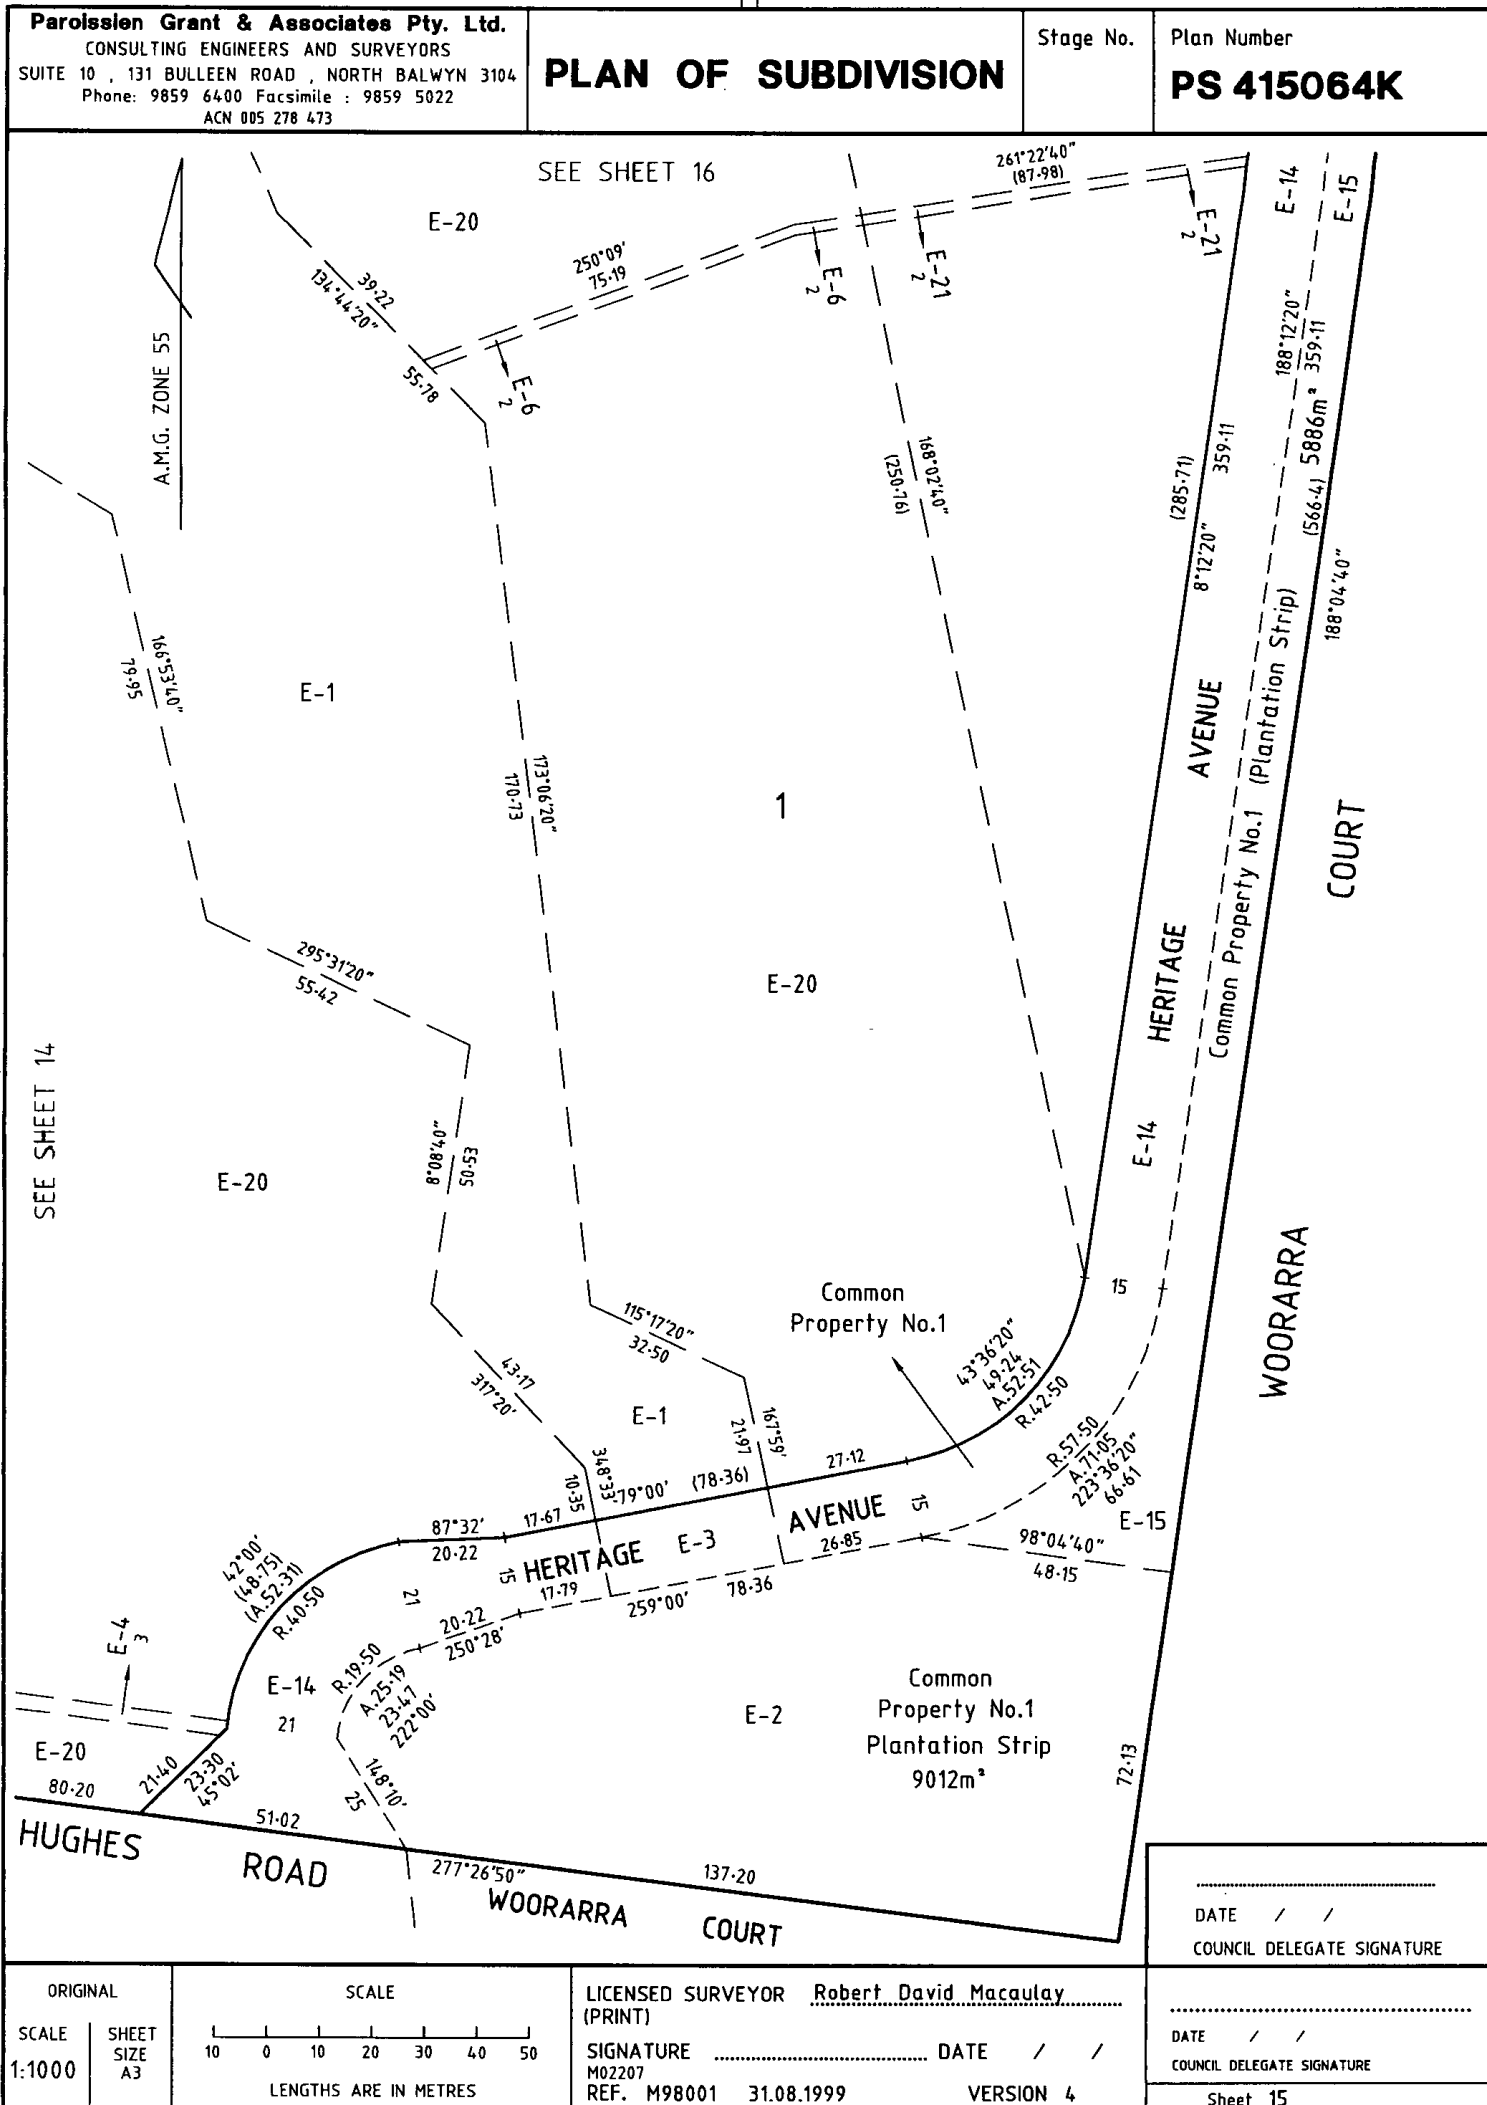 Paroissien Grant & Associates Pty. Ltd.
CONSULTING ENGINEERS AND SURVEYORS
SUITE 10 , 131 BULLEEN ROAD , NORTH BALWYN 3104
Phone: 9859 6400 Facsimile : 9859 5022
ACN 005 278 473
PLAN OF SUBDIVISION
Stage No.
Plan Number
PS 415064K
SEE SHEET 16
261°22'40"
(87·98)
E-14
E-15
E-20
E-21
2
250°09'
75·19
E-6
2
E-21
2
39·22
134°44'20"
A.M.G. ZONE 55
55·78
E-6
2
188°12'20"
359·11
5886m²
(566·4)
168°02'40"
(250·76)
(285·71)
359·11
8°12'20"
188°04'40"
166°53'40"
79·95
E-1
HERITAGE AVENUE
Common Property No.1 (Plantation Strip)
173°06'20"
170·73
1
WOORARRA COURT
295°31'20"
55·42
E-20
SEE SHEET 14
8°08'40"
50·53
E-20
E-14
15
Common
Property No.1
115°17'20"
32·50
43°36'20"
49·24
A.52·51
R.42·50
43·17
317°20'
E-1
167°59'
21·97
R.57·50
A.71·05
223°36'20"
66·61
348°33'
10·35
79°00'
(78·36)
27·12
15
E-15
87°32'
20·22
17·67
HERITAGE
E-3
AVENUE
26·85
98°04'40"
48·15
42°00'
(48·75)
(A.52·31)
R.40·50
21
15
17·79
259°00'
78·36
20·22
250°28'
E-4
3
R.19·50
A.25·19
23·47
222°00'
E-14
21
E-2
Common
Property No.1
Plantation Strip
9012m²
72·13
E-20
80·20
21·40
23·30
45°02'
148°10'
25
51·02
HUGHES ROAD
277°26'50"
137·20
WOORARRA COURT
DATE / /
COUNCIL DELEGATE SIGNATURE
ORIGINAL
SCALE
1:1000
SHEET
SIZE
A3
SCALE
10 0 10 20 30 40 50
LENGTHS ARE IN METRES
LICENSED SURVEYOR Robert David Macaulay
(PRINT)
SIGNATURE DATE / /
M02207
REF. M98001 31.08.1999 VERSION 4
DATE / /
COUNCIL DELEGATE SIGNATURE
Sheet 15